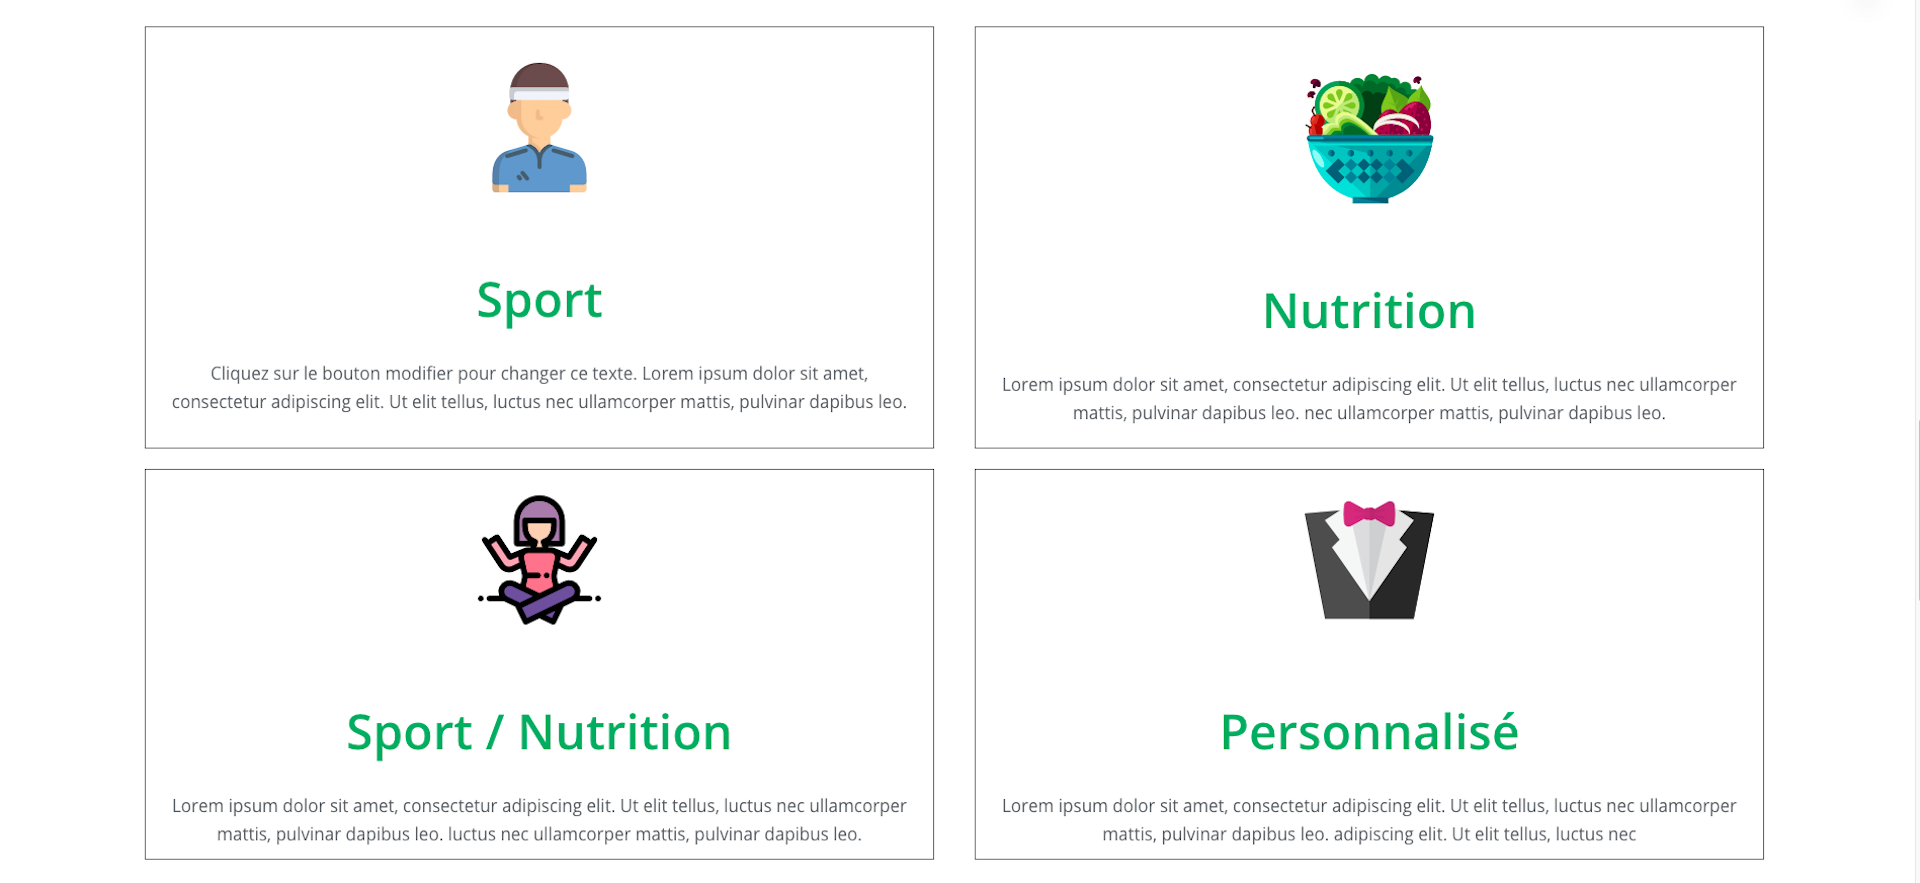 Sport
Cliquez sur le bouton modifier pour changer ce texte. Lorem ipsum dolor sit amet,
consectetur adipiscing elit. Ut elit tellus, luctus nec ullamcorper mattis, pulvinar dapibus leo.
Nutrition
Lorem ipsum dolor sit amet, consectetur adipiscing elit. Ut elit tellus, luctus nec ullamcorper
mattis, pulvinar dapibus leo. nec ullamcorper mattis, pulvinar dapibus leo.
Sport / Nutrition
Lorem ipsum dolor sit amet, consectetur adipiscing elit. Ut elit tellus, luctus nec ullamcorper
mattis, pulvinar dapibus leo. luctus nec ullamcorper mattis, pulvinar dapibus leo.
Personnalisé
Lorem ipsum dolor sit amet, consectetur adipiscing elit. Ut elit tellus, luctus nec ullamcorper
mattis, pulvinar dapibus leo. adipiscing elit. Ut elit tellus, luctus nec